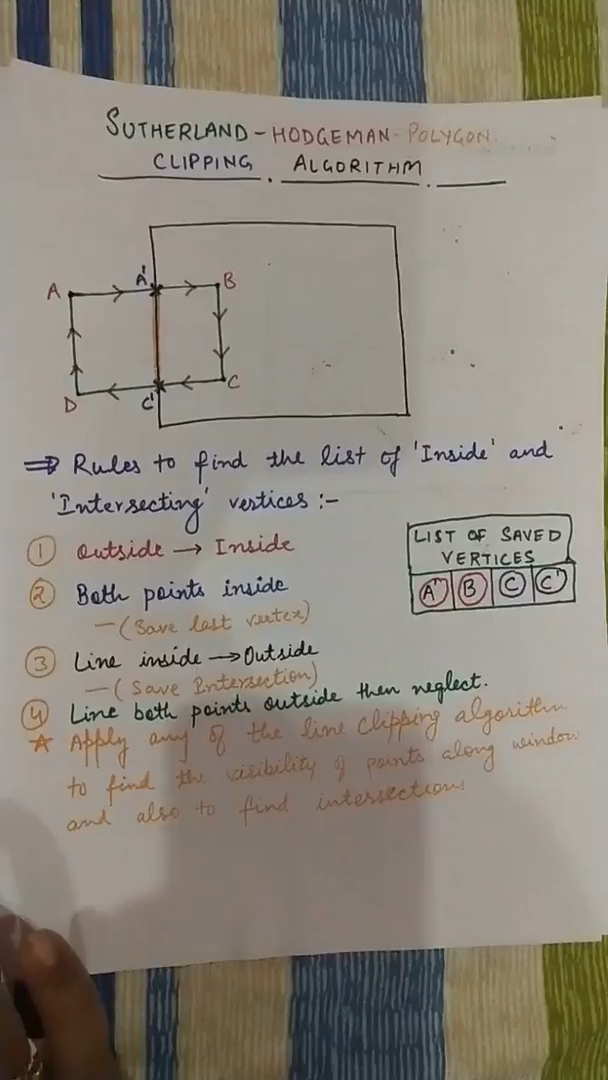 SUTHERLAND-HODGEMAN-POLYGON
CLIPPING ALGORITHM
A A' B
D C' C
⇒ Rules to find the list of 'Inside' and
'Intersecting' vertices :-
① Outside → Inside
② Both points inside
- (Save last vertex)
③ Line inside → Outside
- (Save Intersection)
④ Line both points outside then neglect.
☆ Apply any of the line clipping algorithm
to find the visibility of points along window
and also to find intersections.
LIST OF SAVED
VERTICES
A' B C C'